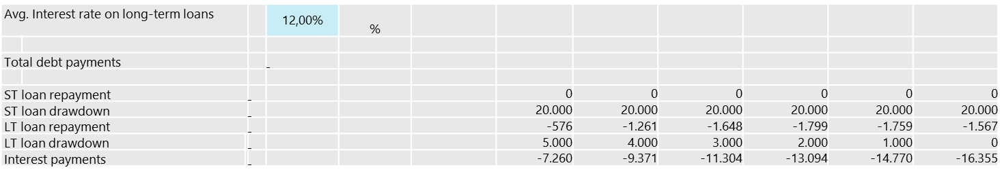 Avg. Interest rate on long-term loans 12,00% %
Total debt payments -
ST loan repayment - 0 0 0 0 0 0
ST loan drawdown - 20.000 20.000 20.000 20.000 20.000 20.000
LT loan repayment - -576 -1.261 -1.648 -1.799 -1.759 -1.567
LT loan drawdown - 5.000 4.000 3.000 2.000 1.000 0
Interest payments - -7.260 -9.371 -11.304 -13.094 -14.770 -16.355